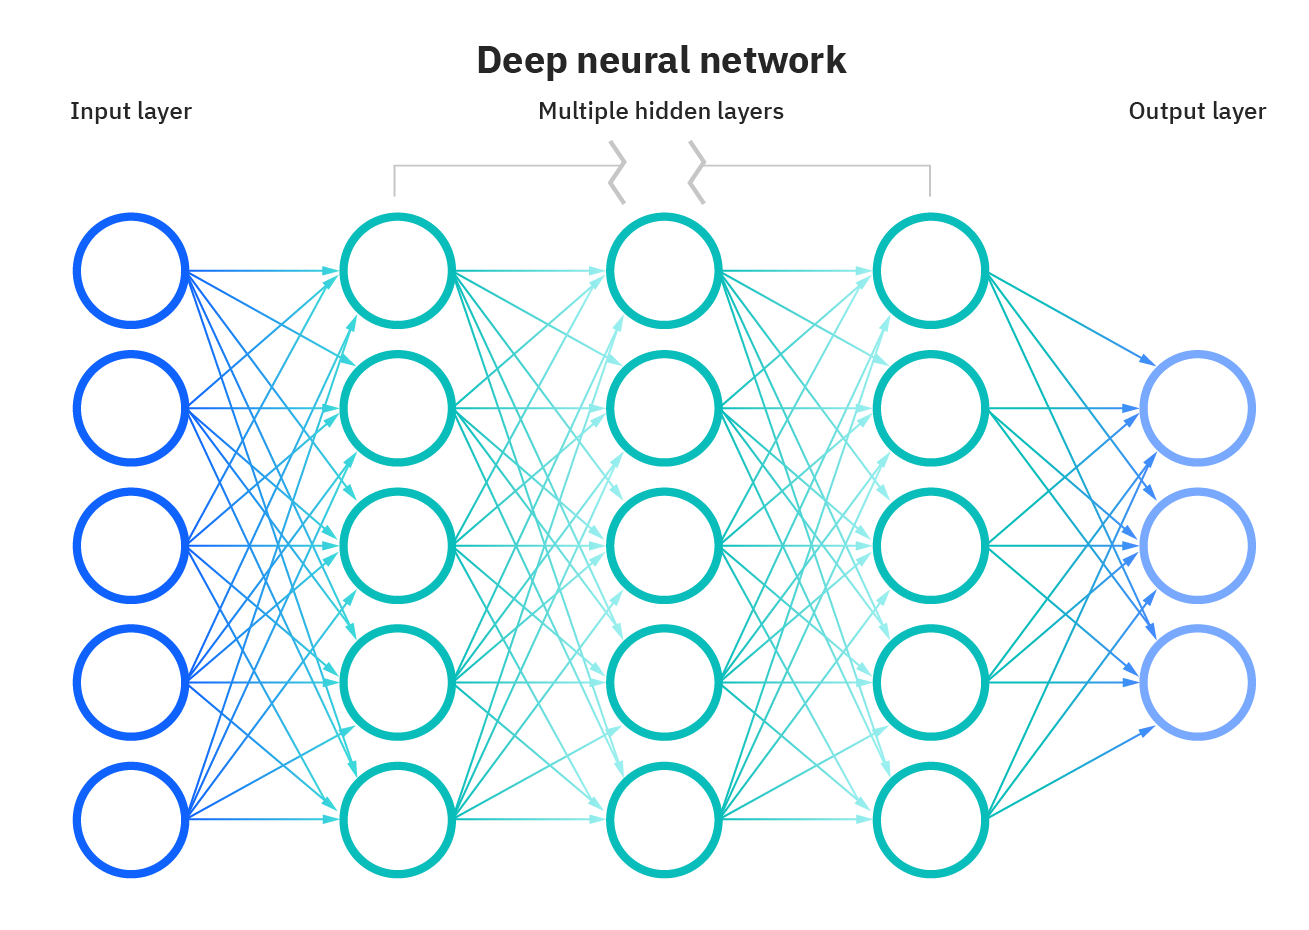 Deep neural network
Input layer
Multiple hidden layers
Output layer